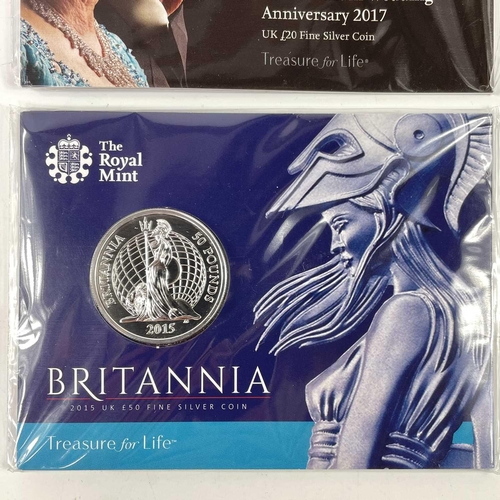 Anniversary 2017
UK £20 Fine Silver Coin
Treasure for Life
The
Royal
Mint
BRITANNIA 50 POUNDS
2015
BRITANNIA
2015 UK £50 FINE SILVER COIN
Treasure for Life™